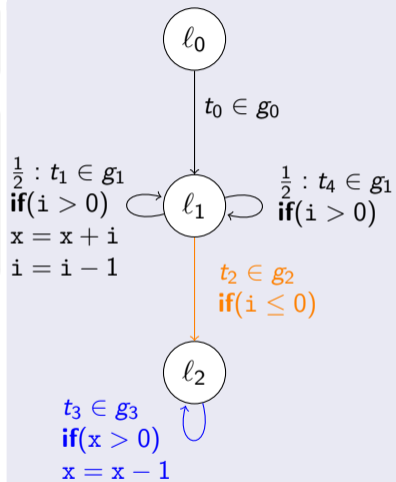 ℓ₀
t₀ ∈ g₀
½ : t₁ ∈ g₁
if(i > 0)
x = x + i
i = i − 1
ℓ₁
½ : t₄ ∈ g₁
if(i > 0)
t₂ ∈ g₂
if(i ≤ 0)
ℓ₂
t₃ ∈ g₃
if(x > 0)
x = x − 1